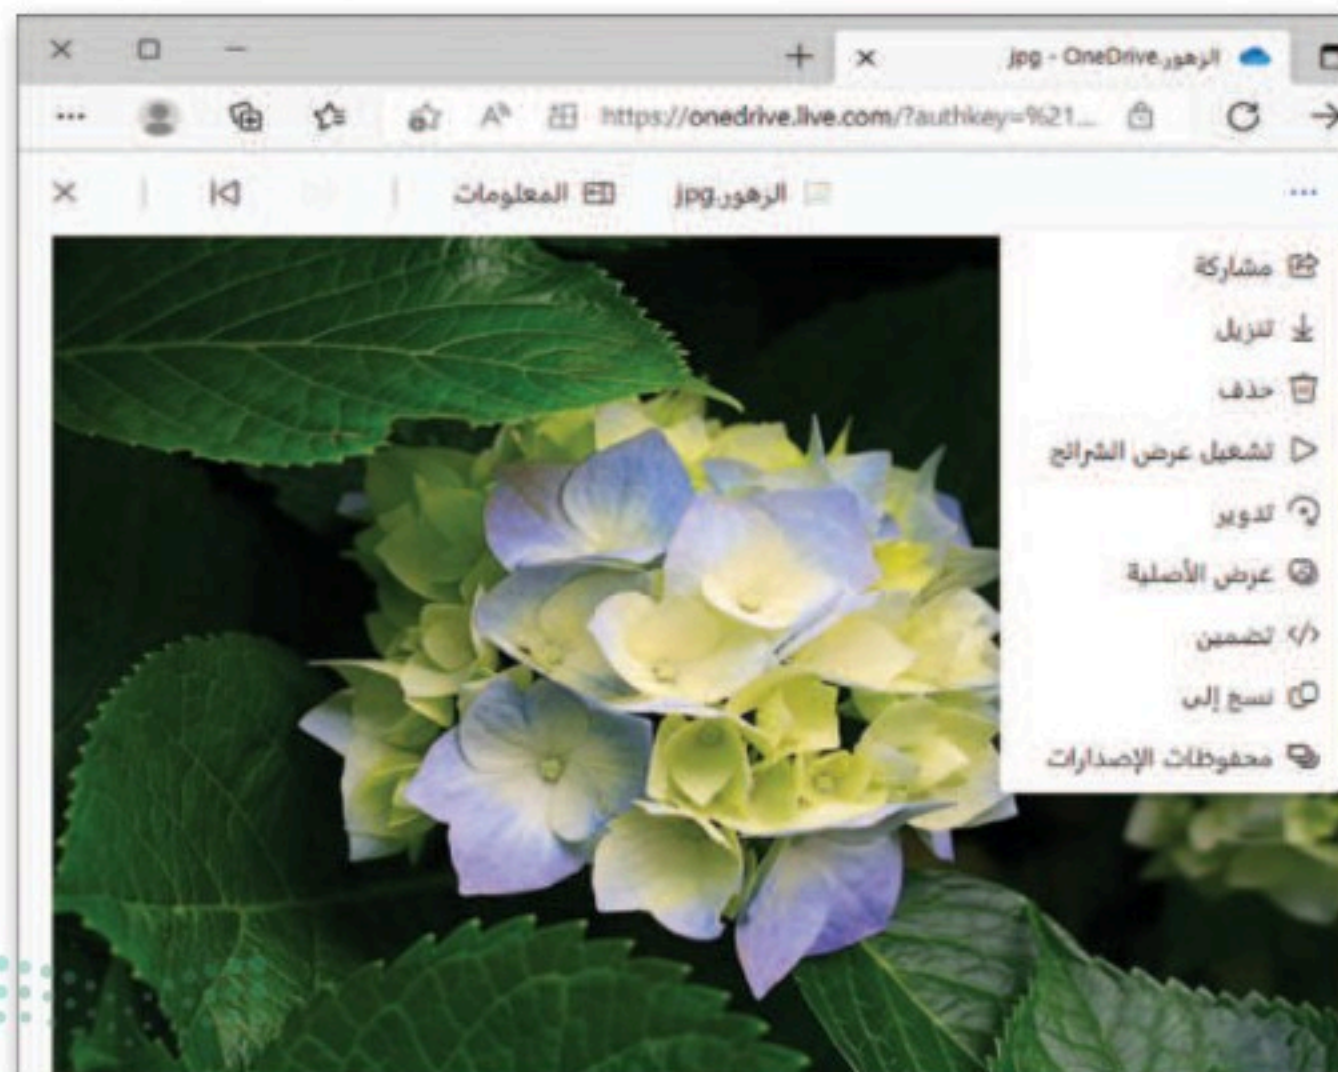 الزهور.jpg - OneDrive
https://onedrive.live.com/?authkey=%21...
الزهور.jpg
المعلومات
مشاركة
تنزيل
حذف
تشغيل عرض الشرائح
تدوير
عرض الأصلية
تضمين
نسخ إلى
محفوظات الإصدارات